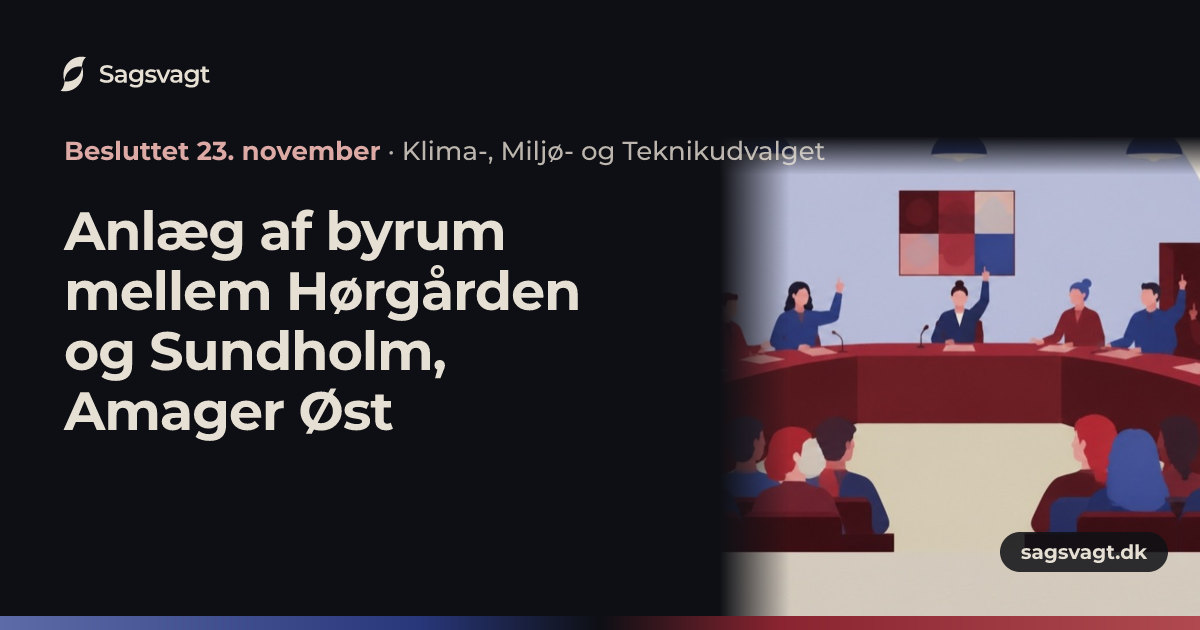 Sagsvagt
Besluttet 23. november · Klima-, Miljø- og Teknikudvalget
Anlæg af byrum
mellem Hørgården
og Sundholm,
Amager Øst
sagsvagt.dk